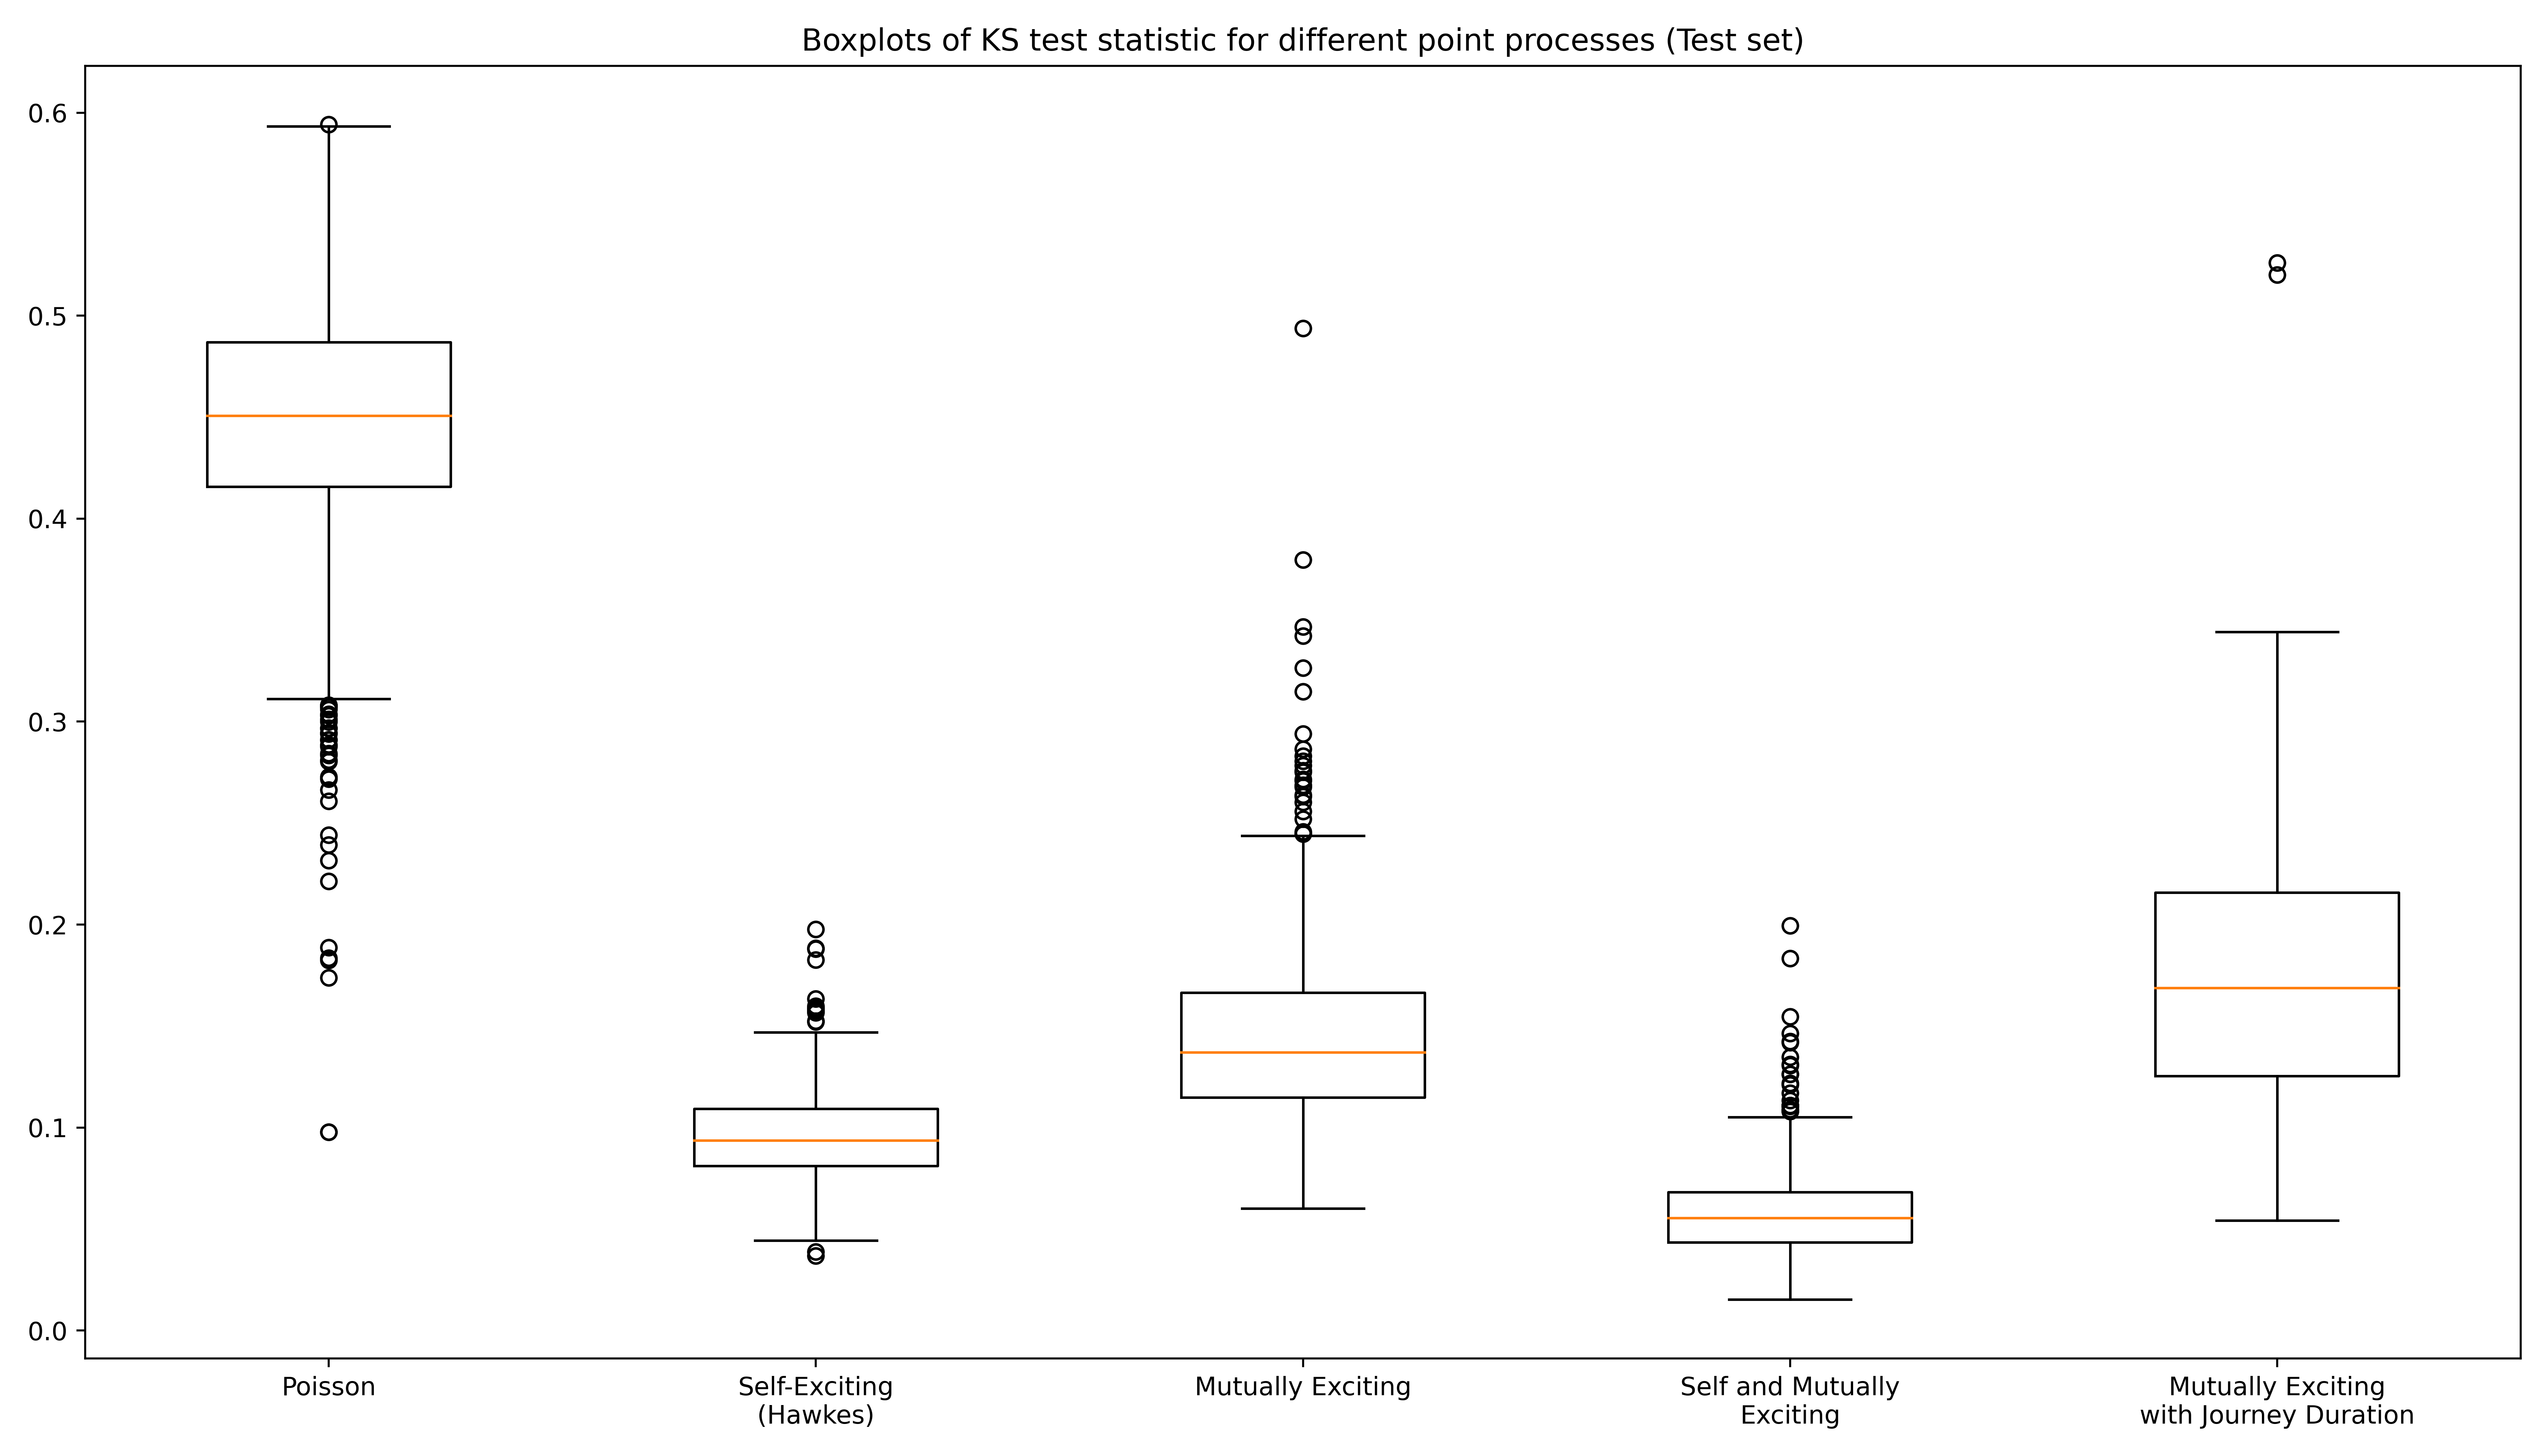 Boxplots of KS test statistic for different point processes (Test set)
0.6
0.5
0.4
0.3
0.2
0.1
0.0
Poisson
Self-Exciting
(Hawkes)
Mutually Exciting
Self and Mutually
Exciting
Mutually Exciting
with Journey Duration